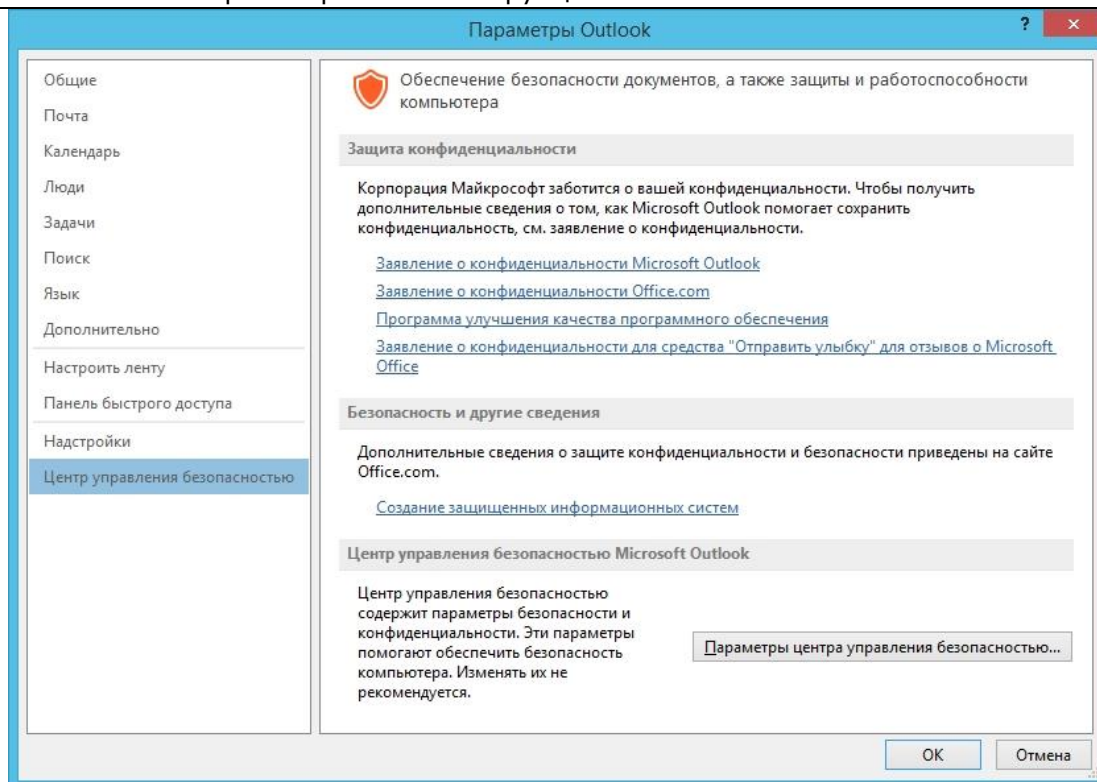 Параметры Outlook
?
Общие
Почта
Календарь
Люди
Задачи
Поиск
Язык
Дополнительно
Настроить ленту
Панель быстрого доступа
Надстройки
Центр управления безопасностью
Обеспечение безопасности документов, а также защиты и работоспособности
компьютера
Защита конфиденциальности
Корпорация Майкрософт заботится о вашей конфиденциальности. Чтобы получить
дополнительные сведения о том, как Microsoft Outlook помогает сохранить
конфиденциальность, см. заявление о конфиденциальности.
Заявление о конфиденциальности Microsoft Outlook
Заявление о конфиденциальности Office.com
Программа улучшения качества программного обеспечения
Заявление о конфиденциальности для средства "Отправить улыбку" для отзывов о Microsoft
Office
Безопасность и другие сведения
Дополнительные сведения о защите конфиденциальности и безопасности приведены на сайте
Office.com.
Создание защищенных информационных систем
Центр управления безопасностью Microsoft Outlook
Центр управления безопасностью
содержит параметры безопасности и
конфиденциальности. Эти параметры
помогают обеспечить безопасность
компьютера. Изменять их не
рекомендуется.
Параметры центра управления безопасностью...
ОК
Отмена